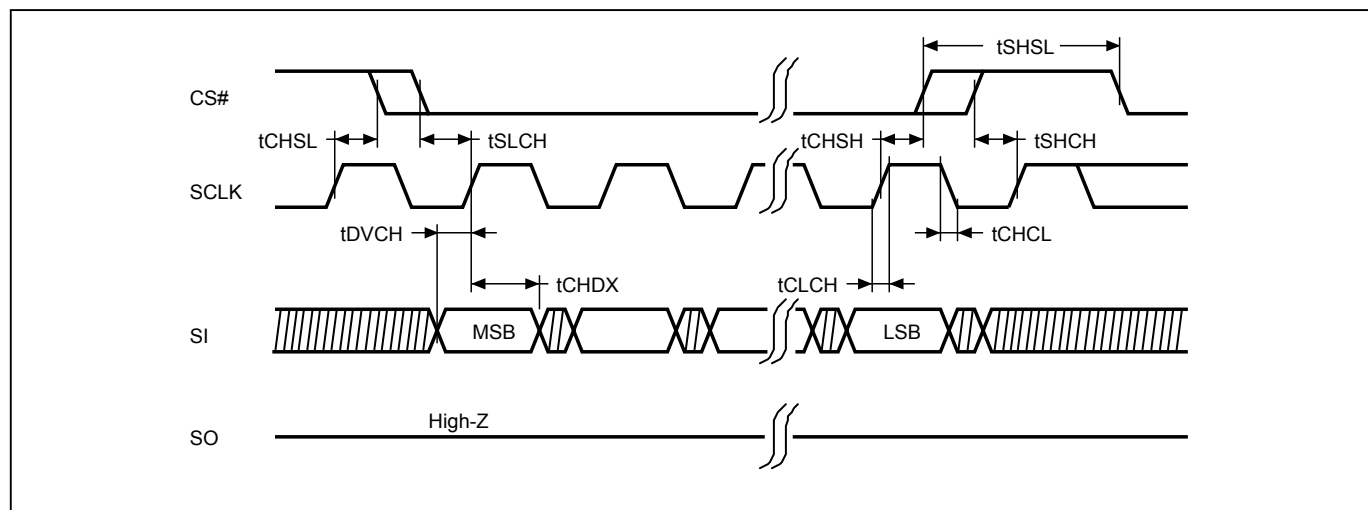 tSHSL
CS#
tCHSL
tSLCH
tCHSH
tSHCH
SCLK
tDVCH
tCHCL
tCHDX
tCLCH
SI
MSB
LSB
High-Z
SO